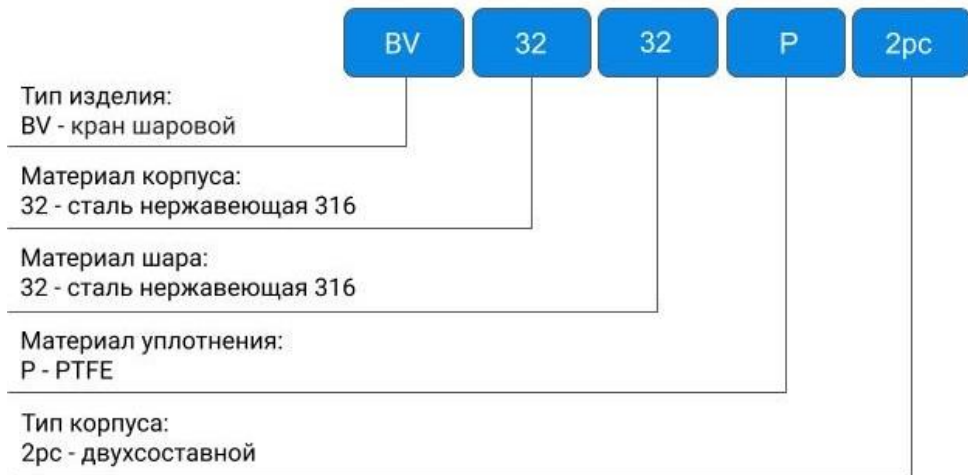 BV 32 32 P 2pc
Тип изделия:
BV - кран шаровой
Материал корпуса:
32 - сталь нержавеющая 316
Материал шара:
32 - сталь нержавеющая 316
Материал уплотнения:
P - PTFE
Тип корпуса:
2pc - двухсоставной